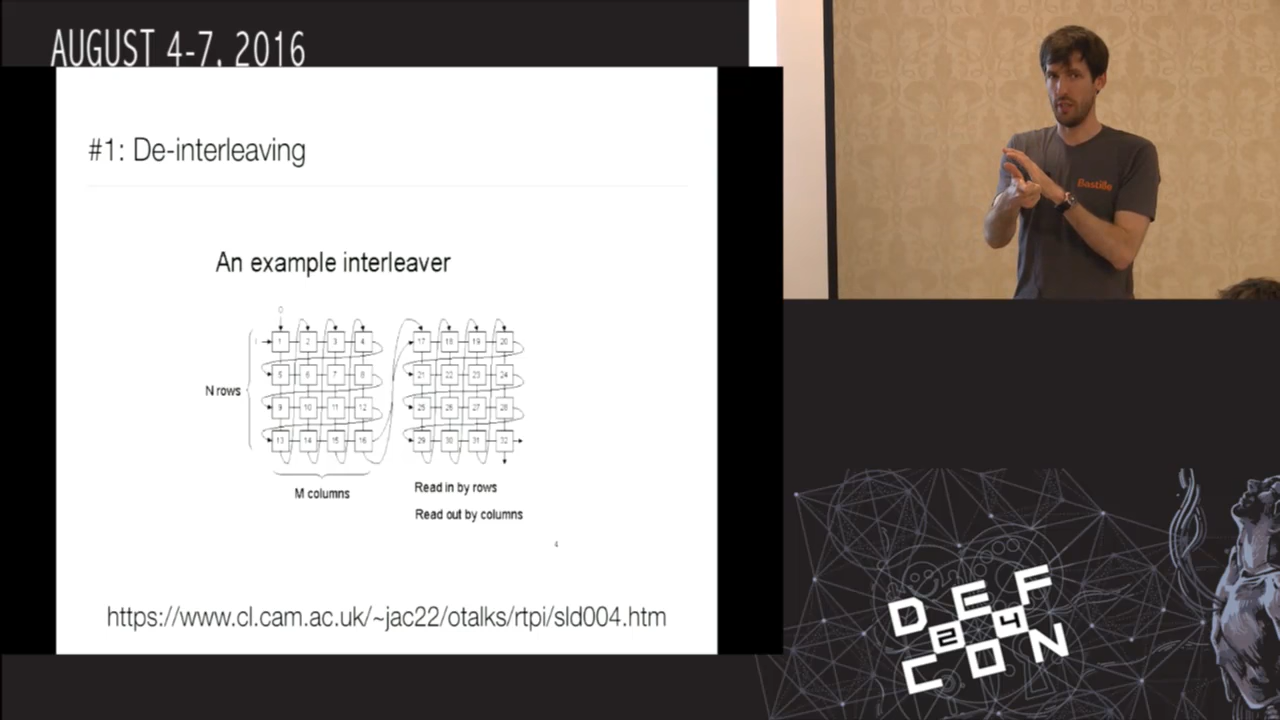 AUGUST 4-7, 2016
#1: De-interleaving
An example interleaver
N rows
1 2 3 4 17 18 19 20
5 6 7 8 21 22 23 24
9 10 11 12 25 26 27 28
13 14 15 16 29 30 31 32
M columns
Read in by rows
Read out by columns
4
https://www.cl.cam.ac.uk/~jac22/otalks/rtpi/sld004.htm
Bastille
DEF
24
CON